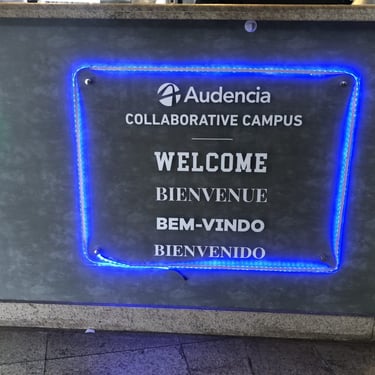 Audencia
COLLABORATIVE CAMPUS
WELCOME
BIENVENUE
BEM-VINDO
BIENVENIDO